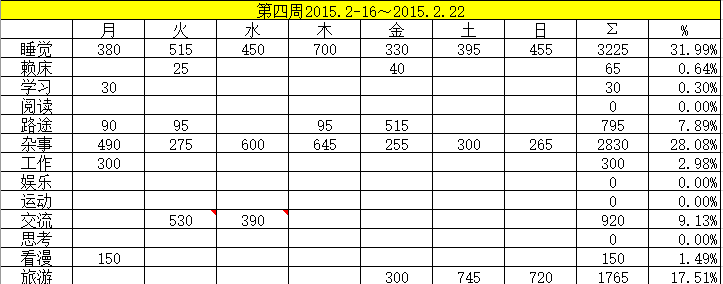 第四周2015.2-16～2015.2.22
月 火 水 木 金 土 日 Σ %
睡觉 380 515 450 700 330 395 455 3225 31.99%
赖床 25 40 65 0.64%
学习 30 30 0.30%
阅读 0 0.00%
路途 90 95 95 515 795 7.89%
杂事 490 275 600 645 255 300 265 2830 28.08%
工作 300 300 2.98%
娱乐 0 0.00%
运动 0 0.00%
交流 530 390 920 9.13%
思考 0 0.00%
看漫 150 150 1.49%
旅游 300 745 720 1765 17.51%